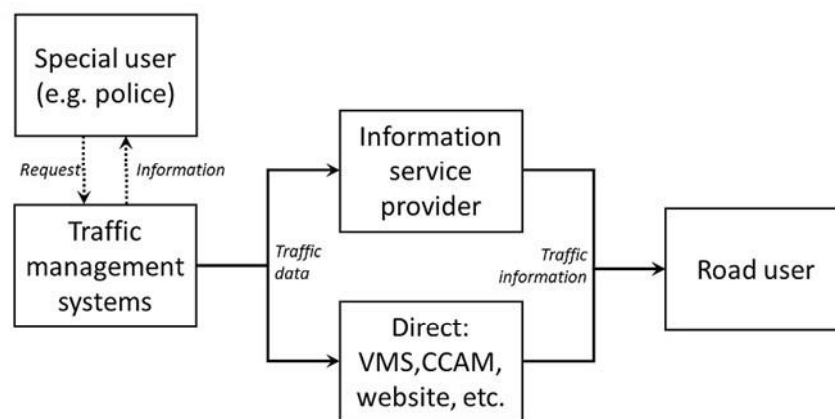 Special user
(e.g. police)
Request
Information
Traffic
management
systems
Traffic
data
Information
service
provider
Direct:
VMS,CCAM,
website, etc.
Traffic
information
Road user